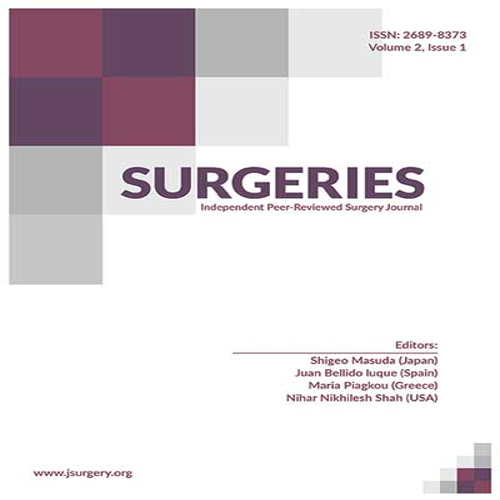 ISSN: 2689-8373
Volume 2, Issue 1
SURGERIES
Independent Peer-Reviewed Surgery Journal
Editors:
Shigeo Masuda (Japan)
Juan Bellido luque (Spain)
Maria Piagkou (Greece)
Nihar Nikhilesh Shah (USA)
www.jsurgery.org